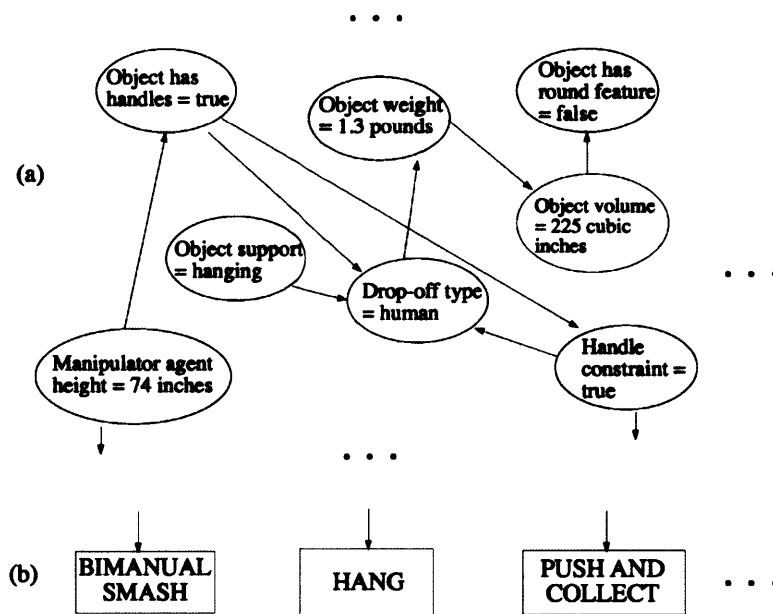 . . .
Object has
handles = true
Object weight
= 1.3 pounds
Object has
round feature =
false
(a)
Object volume
= 225 cubic
inches
Object support
= hanging
. . .
Drop-off type
= human
Manipulator agent
height = 74 inches
Handle
constraint =
true
. . .
(b)
BIMANUAL
SMASH
HANG
PUSH AND
COLLECT
. . .